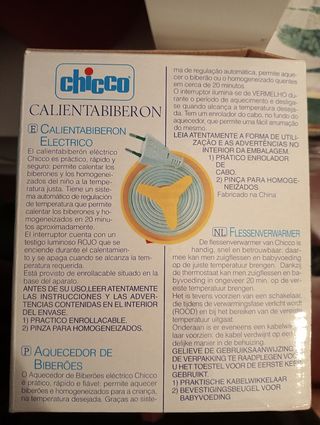 chicco
CALIENTABIBERON
E CALIENTABIBERON
ELECTRICO
El calientabiberón eléctrico
Chicco es práctico, rápido y
seguro: permite calentar los
biberones y los homogenei-
zados del niño a la tempera-
tura justa. Tiene un siste-
ma automático de regulación
de temperatura que permite
calentar los biberones y ho-
mogeneizados en 20 minu-
tos aproximadamente.
El interruptor cuenta con un
testigo luminoso ROJO que se
enciende durante el calentamien-
to y se apaga cuando se alcanza la tem-
peratura requerida.
Está provisto de enrollacable situado en la
base del aparato.
ANTES DE SU USO LEER ATENTAMENTE
LAS INSTRUCCIONES Y LAS ADVER-
TENCIAS CONTENIDAS EN EL INTERIOR
DEL ENVASE.
1) PRACTICO ENROLLACABLE.
2) PINZA PARA HOMOGENEIZADOS.
P AQUECEDOR DE
BIBERÕES
O Aquecedor de Biberões eléctrico Chicco
é prático, rápido e fiável: permite aquecer
biberões e homogeneizados para a criança,
na temperatura desejada. Graças ao siste-
ma de regulação automática, permite aque-
cer o biberão ou o homogeneizado quentes
em cerca de 20 minutos.
O interruptor ilumina se de VERMELHO du-
rante o período de aquecimento e desliga-
se quando alcança a temperatura deseja-
da. Tem um enrolador do cabo, no fundo do
aquecedor, que permite uma fácil arrumação
do mesmo.
LEIA ATENTAMENTE A FORMA DE UTILI-
ZAÇÃO E AS ADVERTÊNCIAS NO
INTERIOR DA EMBALAGEM.
1) PRÁTICO ENROLADOR
DE
CABO.
2) PINÇA PARA HOMOGE-
NEIZADOS.
Fabricado na China
NL FLESSENVERWARMER
De flessenverwarmer van Chicco is
handig, snel en betrouwbaar; daar-
mee kan men zuigflessen en babyvoeding
op de juiste temperatuur brengen. Dankzij
de thermostaat kan men zuigflessen en ba-
byvoeding in ongeveer 20 min. op de ver-
eiste temperatuur brengen.
Het is tevens voorzien van een schakelaar,
die tijdens de verwarmingsfase verlicht wordt
(ROOD) en bij het bereiken van de vereiste
temperatuur uitgaat.
Onderaan is er eveneens een kabelwikke-
laar voorzien: de kabel verdwijnt op een or-
delijke manier in de behuizing.
GELIEVE DE GEBRUIKSAANWIJZING EN
DE VERPAKKING TE RAADPLEGEN VOOR
U HET TOESTEL VOOR DE EERSTE KEER
GEBRUIKT.
1) PRAKTISCHE KABELWIKKELAAR
2) BEVESTIGINGSBEUGEL VOOR
BABYVOEDING